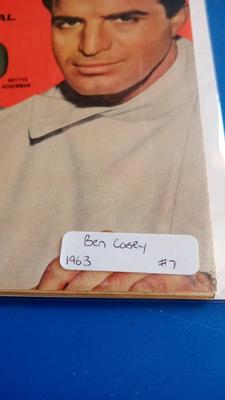 AL
BETTYE
ACKERMAN
Ben Casey
1963 #7